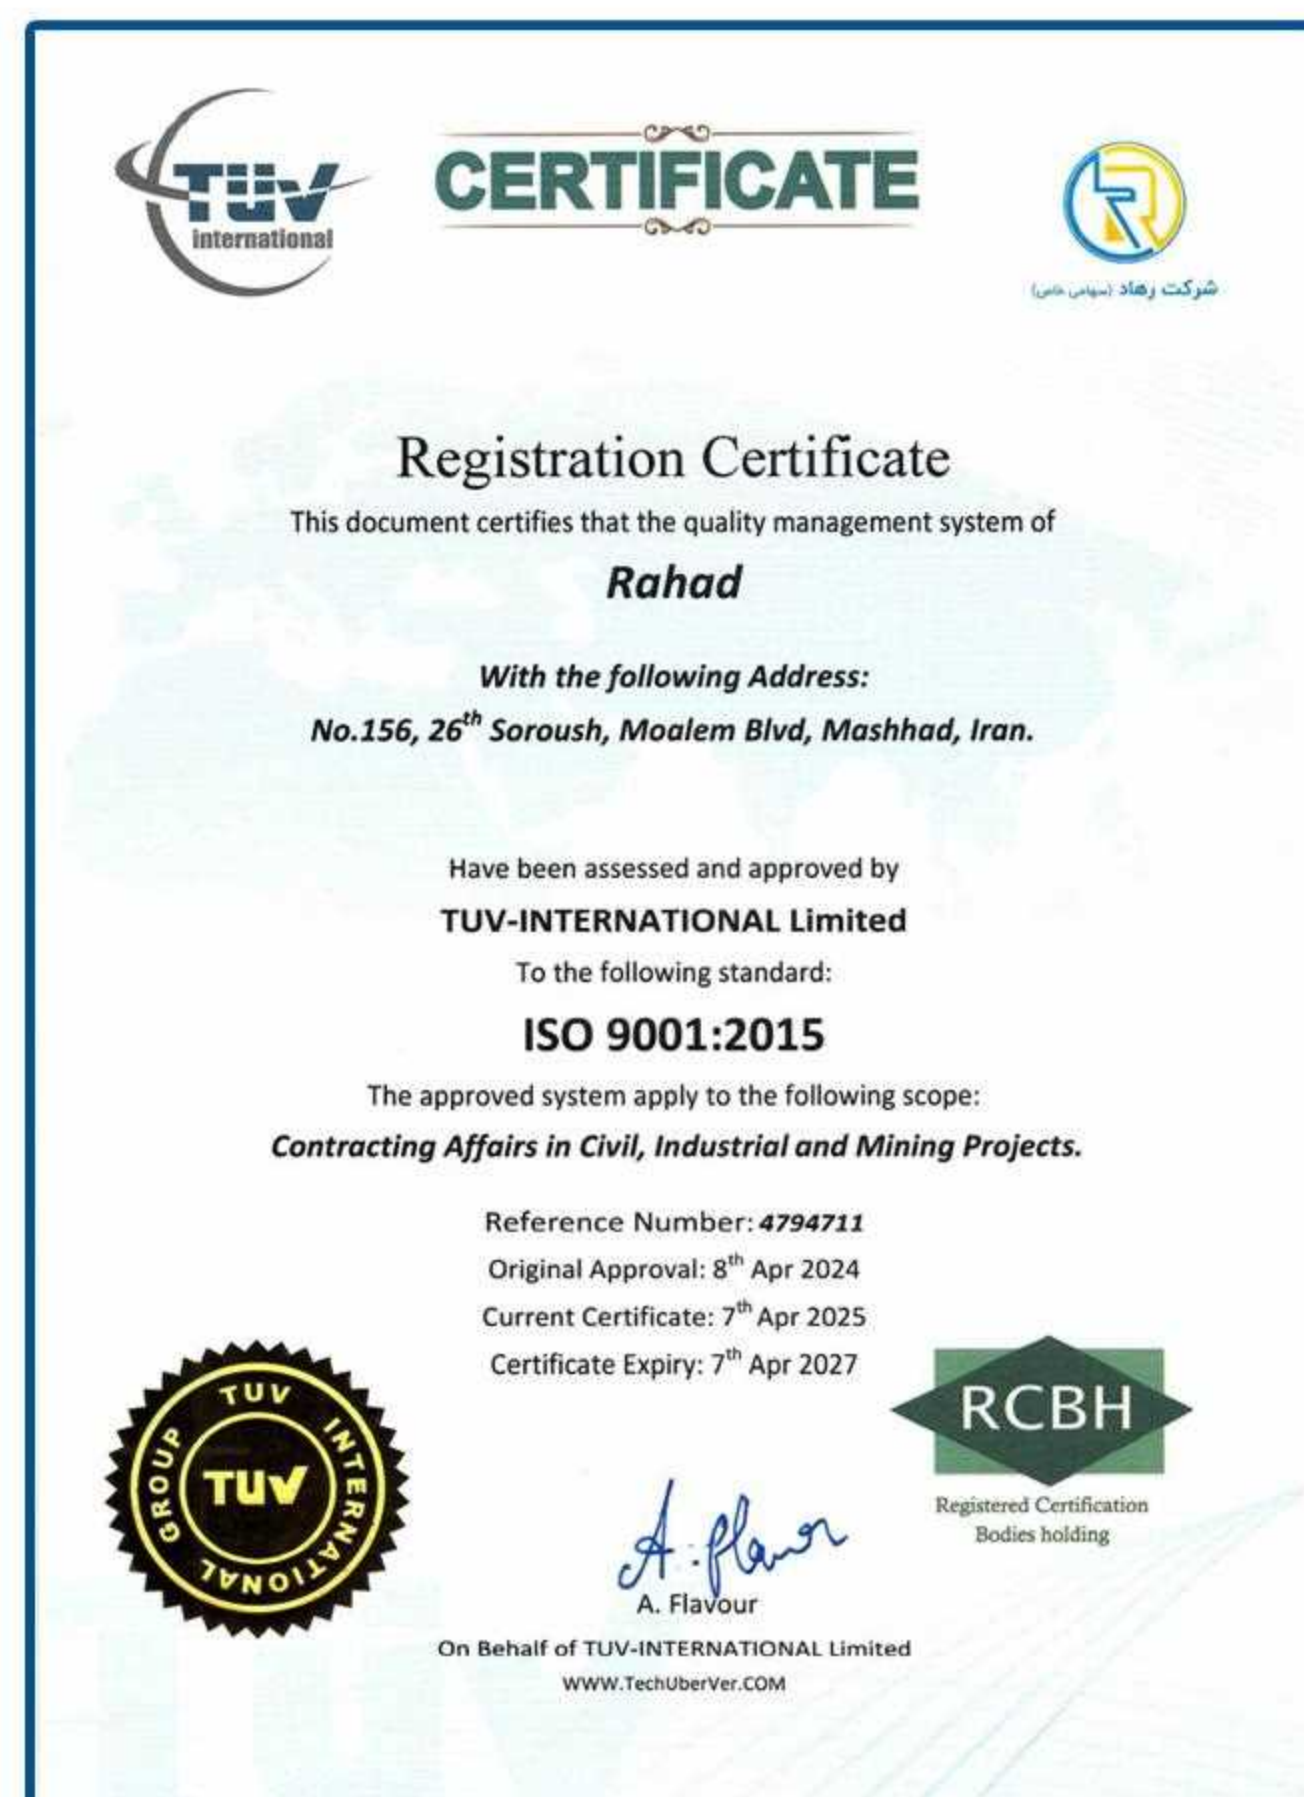 TÜV
international
CERTIFICATE
شرکت رهاد (سهامی خاص)
Registration Certificate
This document certifies that the quality management system of
Rahad
With the following Address:
No.156, 26th Soroush, Moalem Blvd, Mashhad, Iran.
Have been assessed and approved by
TUV-INTERNATIONAL Limited
To the following standard:
ISO 9001:2015
The approved system apply to the following scope:
Contracting Affairs in Civil, Industrial and Mining Projects.
Reference Number: 4794711
Original Approval: 8th Apr 2024
Current Certificate: 7th Apr 2025
Certificate Expiry: 7th Apr 2027
TUV INTERNATIONAL GROUP
TUV
RCBH
Registered Certification
Bodies holding
A. Flavour
A. Flavour
On Behalf of TUV-INTERNATIONAL Limited
WWW.TechUberVer.COM
TUV